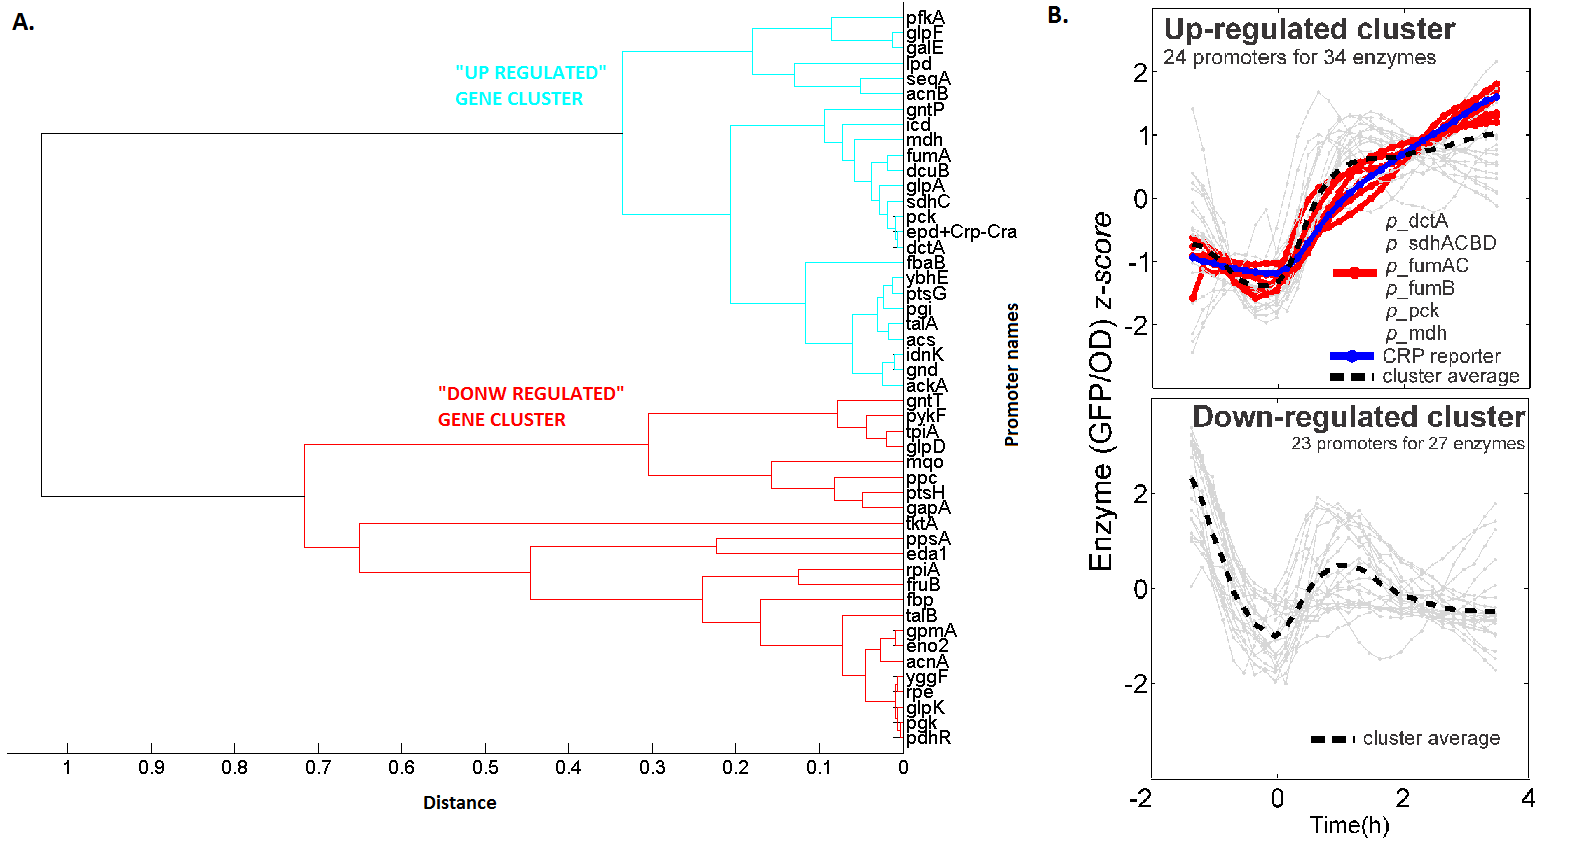 A.
"UP REGULATED"
GENE CLUSTER
"DONW REGULATED"
GENE CLUSTER
pfkA
glpF
galE
lpd
seqA
acnB
gntP
icd
mdh
fumA
dcuB
glpA
sdhC
pck
epd+Crp-Cra
dctA
fbaB
ybhE
ptsG
pgi
talA
acs
idnK
gnd
ackA
gntT
pykF
tpiA
glpD
mqo
ppc
ptsH
gapA
tktA
ppsA
eda1
rpiA
fruB
fbp
talB
gpmA
eno2
acnA
yggF
rpe
glpK
pgk
pdhR
Promoter names
1 0.9 0.8 0.7 0.6 0.5 0.4 0.3 0.2 0.1 0
Distance
B.
Up-regulated cluster
24 promoters for 34 enzymes
2
1
0
-1
-2
p_dctA
p_sdhACBD
p_fumAC
p_fumB
p_pck
p_mdh
CRP reporter
cluster average
Enzyme (GFP/OD) z-score
Down-regulated cluster
23 promoters for 27 enzymes
2
0
-2
cluster average
-2 0 2 4
Time(h)